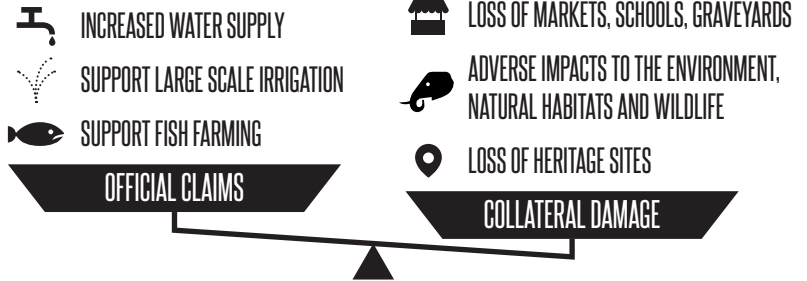 INCREASED WATER SUPPLY
SUPPORT LARGE SCALE IRRIGATION
SUPPORT FISH FARMING
OFFICIAL CLAIMS
LOSS OF MARKETS, SCHOOLS, GRAVEYARDS
ADVERSE IMPACTS TO THE ENVIRONMENT,
NATURAL HABITATS AND WILDLIFE
LOSS OF HERITAGE SITES
COLLATERAL DAMAGE